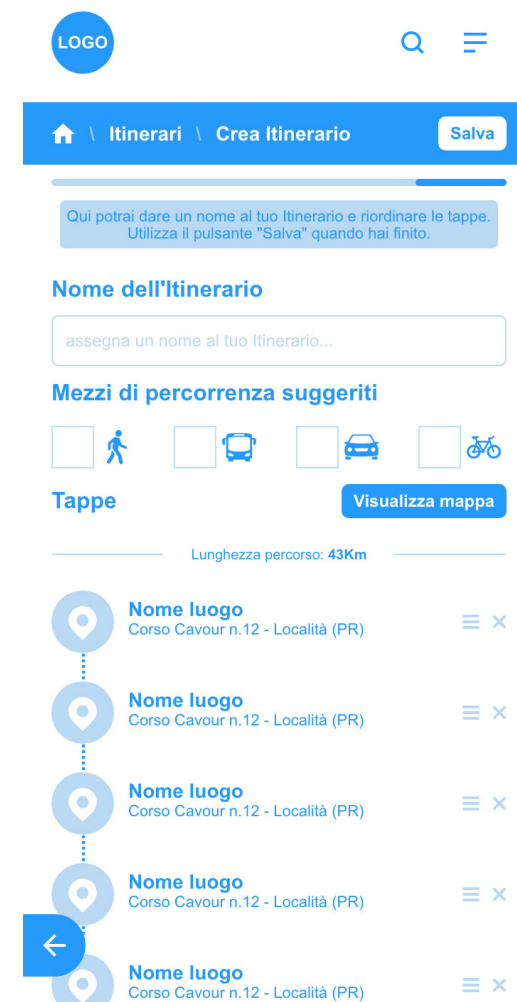 LOGO
\ Itinerari \ Crea Itinerario Salva
Qui potrai dare un nome al tuo Itinerario e riordinare le tappe.
Utilizza il pulsante "Salva" quando hai finito.
Nome dell'Itinerario
assegna un nome al tuo Itinerario...
Mezzi di percorrenza suggeriti
Tappe Visualizza mappa
Lunghezza percorso: 43Km
Nome luogo
Corso Cavour n.12 - Località (PR)
Nome luogo
Corso Cavour n.12 - Località (PR)
Nome luogo
Corso Cavour n.12 - Località (PR)
Nome luogo
Corso Cavour n.12 - Località (PR)
Nome luogo
Corso Cavour n.12 - Località (PR)